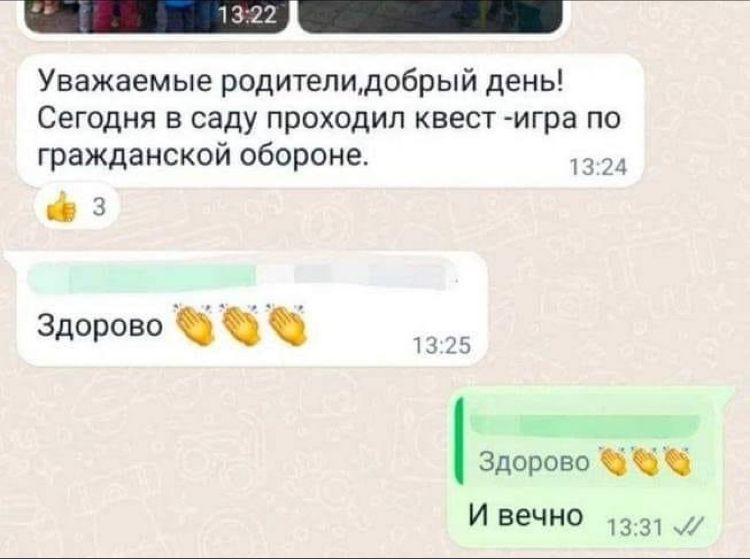 13:22
Уважаемые родители,добрый день!
Сегодня в саду проходил квест -игра по
гражданской обороне.
13:24
👍 3
Здорово 👏👏👏
13:25
Здорово 👏👏👏
И вечно
13:31